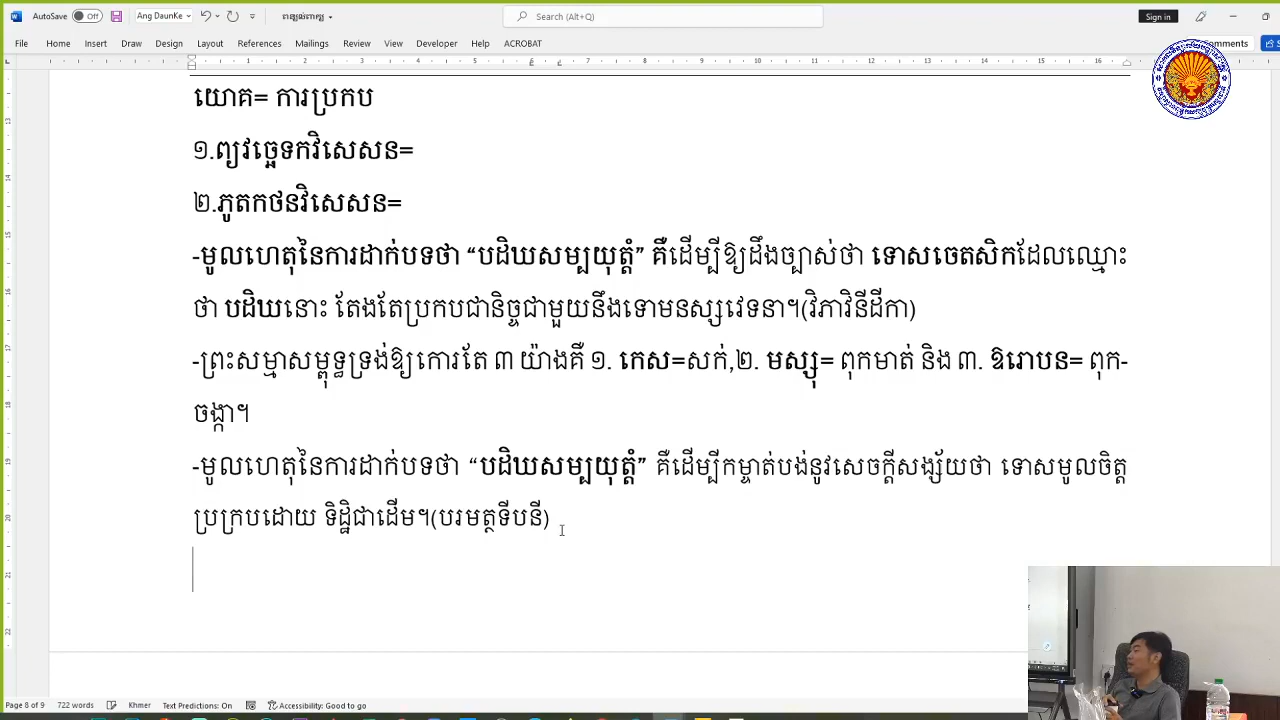 AutoSave Off Ang DaunKe ពន្យល់ពាក្យ Search (Alt+Q) Sign in
File Home Insert Draw Design Layout References Mailings Review View Developer Help ACROBAT Comments
យោគ= ការប្រកប
១.ព្យវច្ឆេទកវិសេសន=
២.ភូតកថនវិសេសន=
-មូលហេតុនៃការដាក់បទថា “បដិឃសម្បយុត្តំ” គឺដើម្បីឱ្យដឹងច្បាស់ថា ទោសចេតសិកដែលឈ្មោះ
ថា បដិឃនោះ តែងតែប្រកបជានិច្ចជាមួយនឹងទោមនស្សវេទនា។(វិភាវិនីដីកា)
-ព្រះសម្មាសម្ពុទ្ធទ្រង់ឱ្យកោរតែ ៣ យ៉ាងគឺ ១. កេស=សក់,២. មស្សុ= ពុកមាត់ និង ៣. ឱរោបន= ពុក-
ចង្កា។
-មូលហេតុនៃការដាក់បទថា “បដិឃសម្បយុត្តំ” គឺដើម្បីកម្ចាត់បង់នូវសេចក្ដីសង្ស័យថា ទោសមូលចិត្ត
ប្រក្របដោយ ទិដ្ឋិជាដើម។(បរមត្ថទីបនី)
Page 8 of 9 722 words Khmer Text Predictions: On Accessibility: Good to go